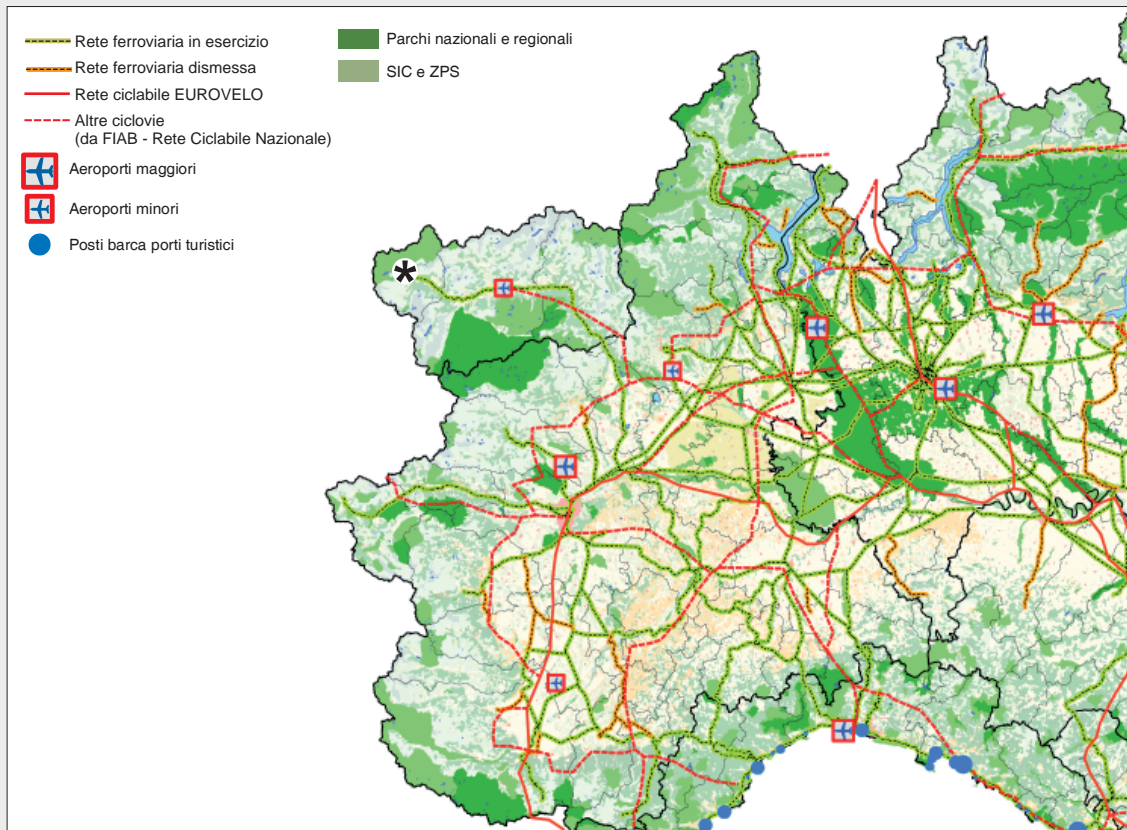 Rete ferroviaria in esercizio
Rete ferroviaria dismessa
Rete ciclabile EUROVELO
Altre ciclovie
(da FIAB - Rete Ciclabile Nazionale)
Aeroporti maggiori
Aeroporti minori
Posti barca porti turistici
Parchi nazionali e regionali
SIC e ZPS
*